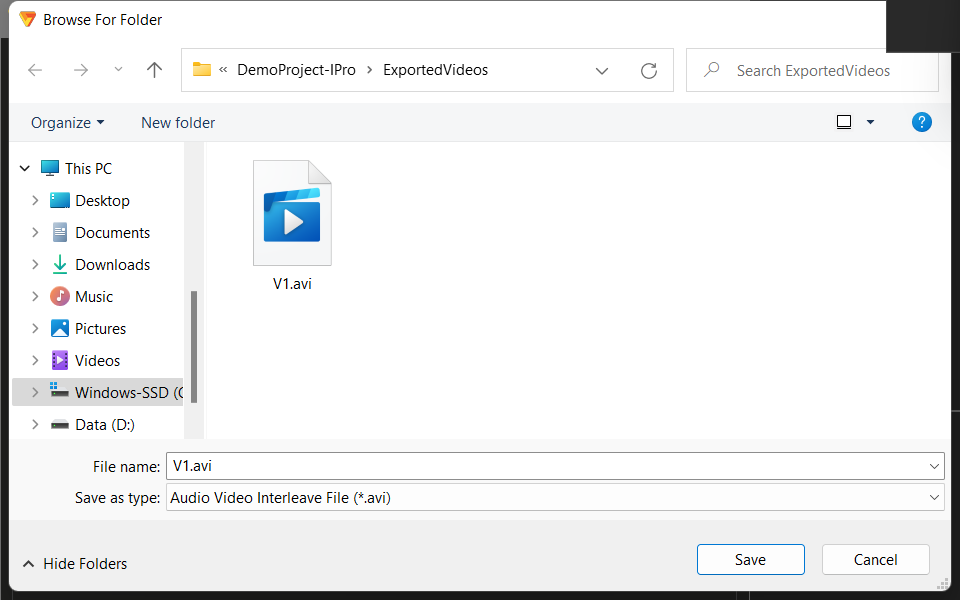 Browse For Folder
« DemoProject-IPro > ExportedVideos
Search ExportedVideos
Organize
New folder
?
This PC
Desktop
Documents
Downloads
Music
Pictures
Videos
Windows-SSD (C
Data (D:)
V1.avi
File name: V1.avi
Save as type: Audio Video Interleave File (*.avi)
Hide Folders
Save
Cancel